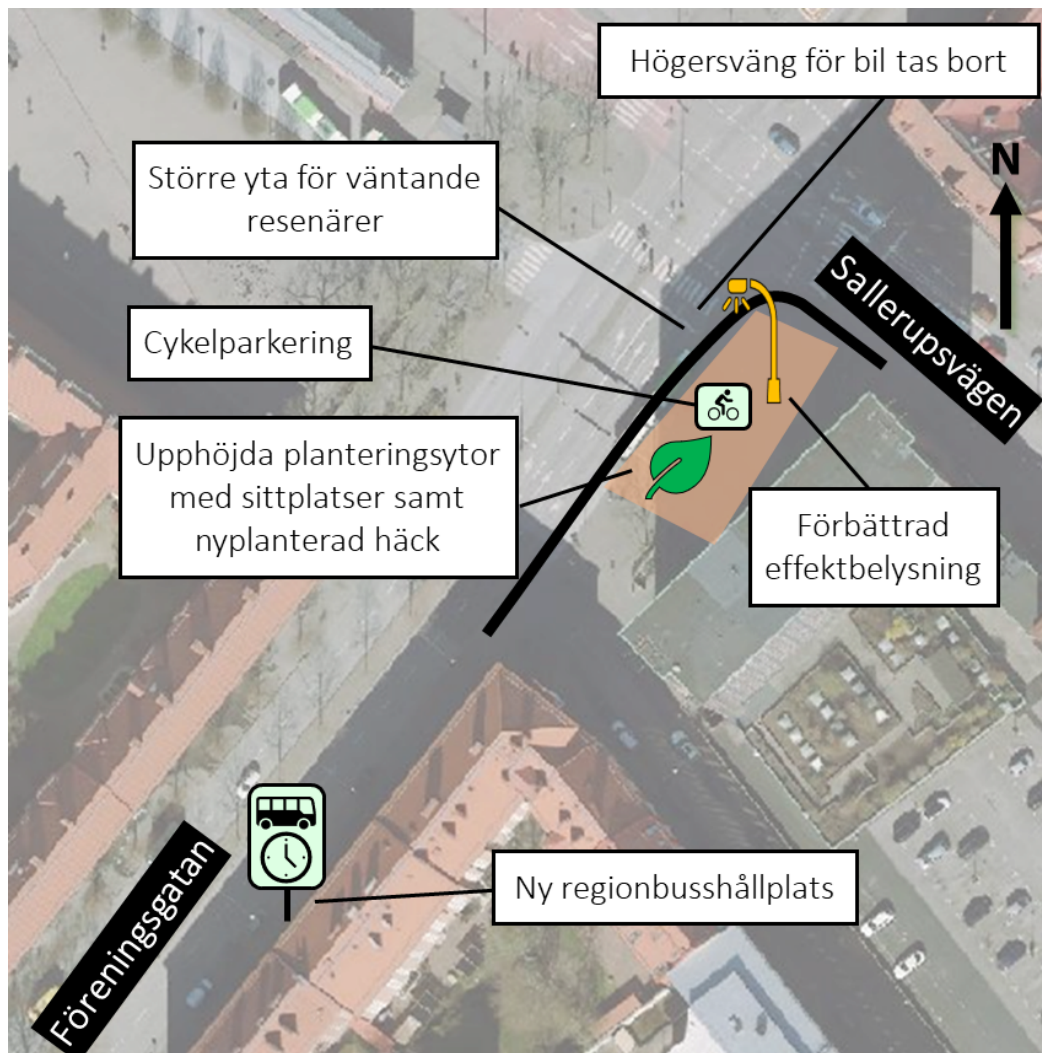 Högersväng för bil tas bort
Större yta för väntande
resenärer
N
Sallerupsvägen
Cykelparkering
Upphöjda planteringsytor
med sittplatser samt
nyplanterad häck
Förbättrad
effektbelysning
Ny regionbusshållplats
Föreningsgatan